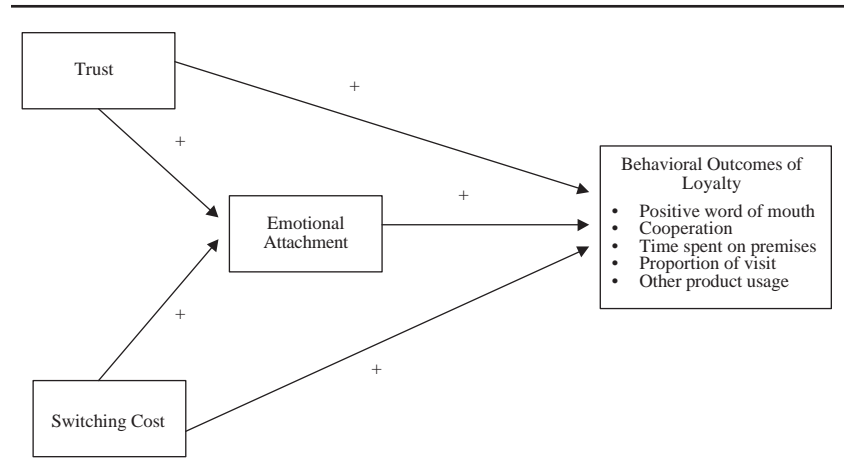 Trust
+
+
Behavioral Outcomes of
Loyalty
• Positive word of mouth
• Cooperation
• Time spent on premises
• Proportion of visit
• Other product usage
+
Emotional
Attachment
+
+
Switching Cost